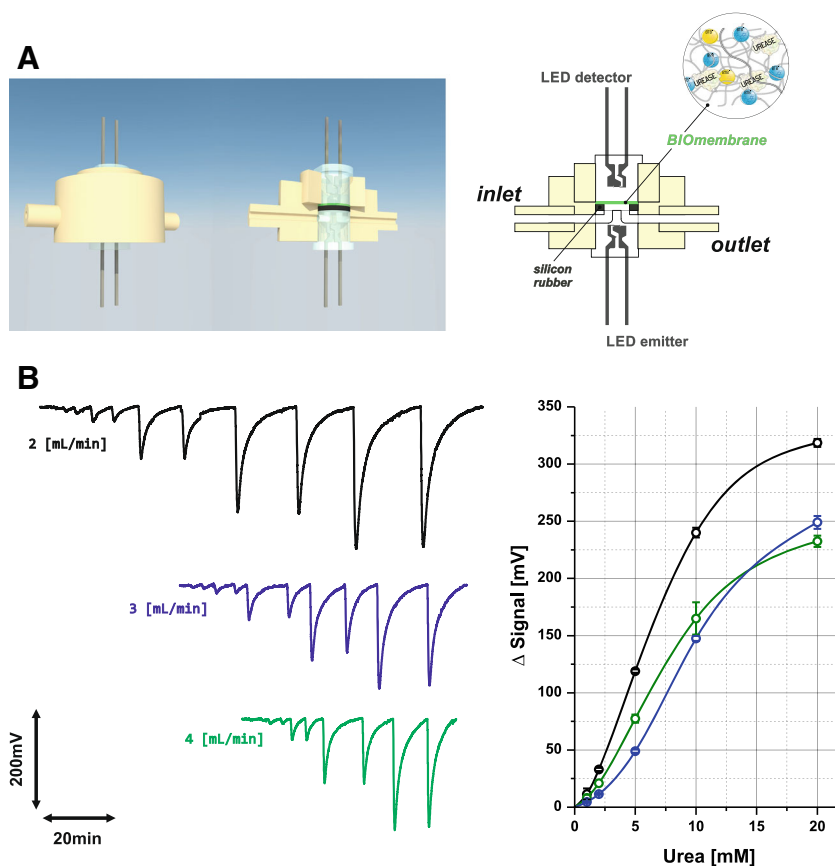 A
LED detector
UREASE
UREASE
UREASE
BIOmembrane
inlet
outlet
silicon
rubber
LED emitter
B
2 [mL/min]
3 [mL/min]
4 [mL/min]
200mV
20min
350
300
250
200
150
100
50
0
Δ Signal [mV]
0
5
10
15
20
Urea [mM]